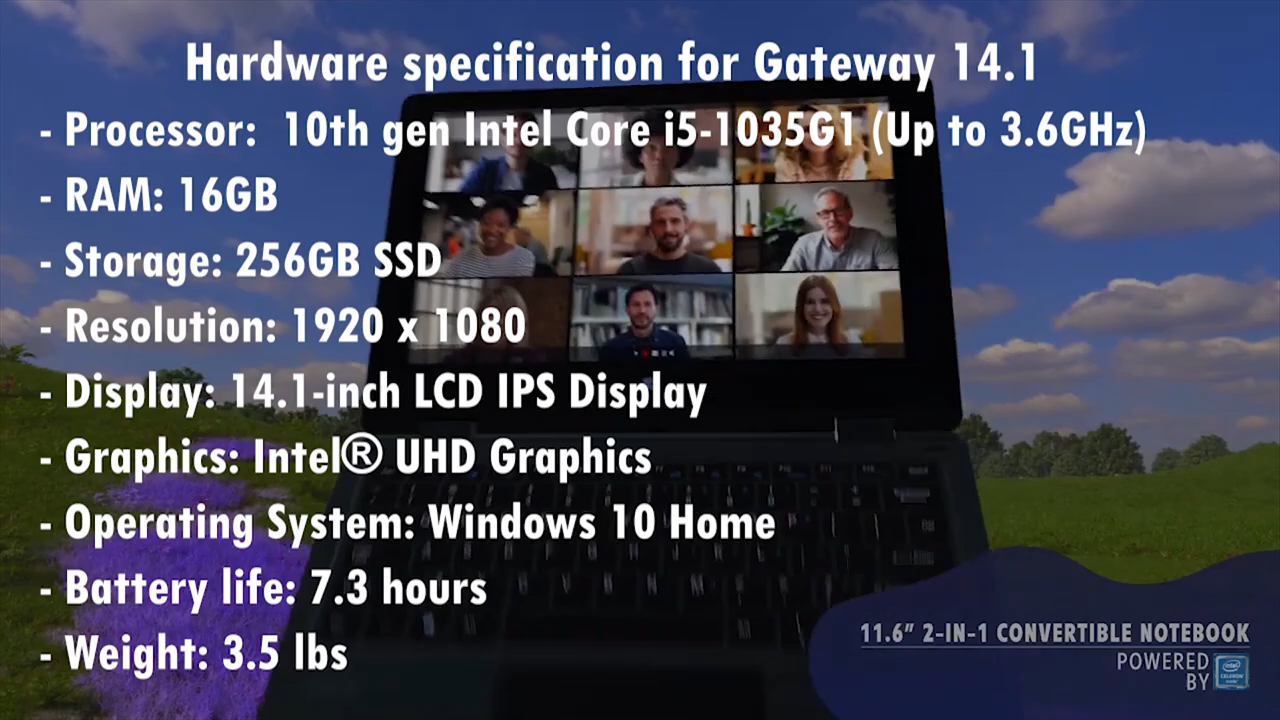 Hardware specification for Gateway 14.1
- Processor: 10th gen Intel Core i5-1035G1 (Up to 3.6GHz)
- RAM: 16GB
- Storage: 256GB SSD
- Resolution: 1920 x 1080
- Display: 14.1-inch LCD IPS Display
- Graphics: Intel® UHD Graphics
- Operating System: Windows 10 Home
- Battery life: 7.3 hours
- Weight: 3.5 lbs
11.6” 2-IN-1 CONVERTIBLE NOTEBOOK
POWERED
BY
intel
CELERON
inside